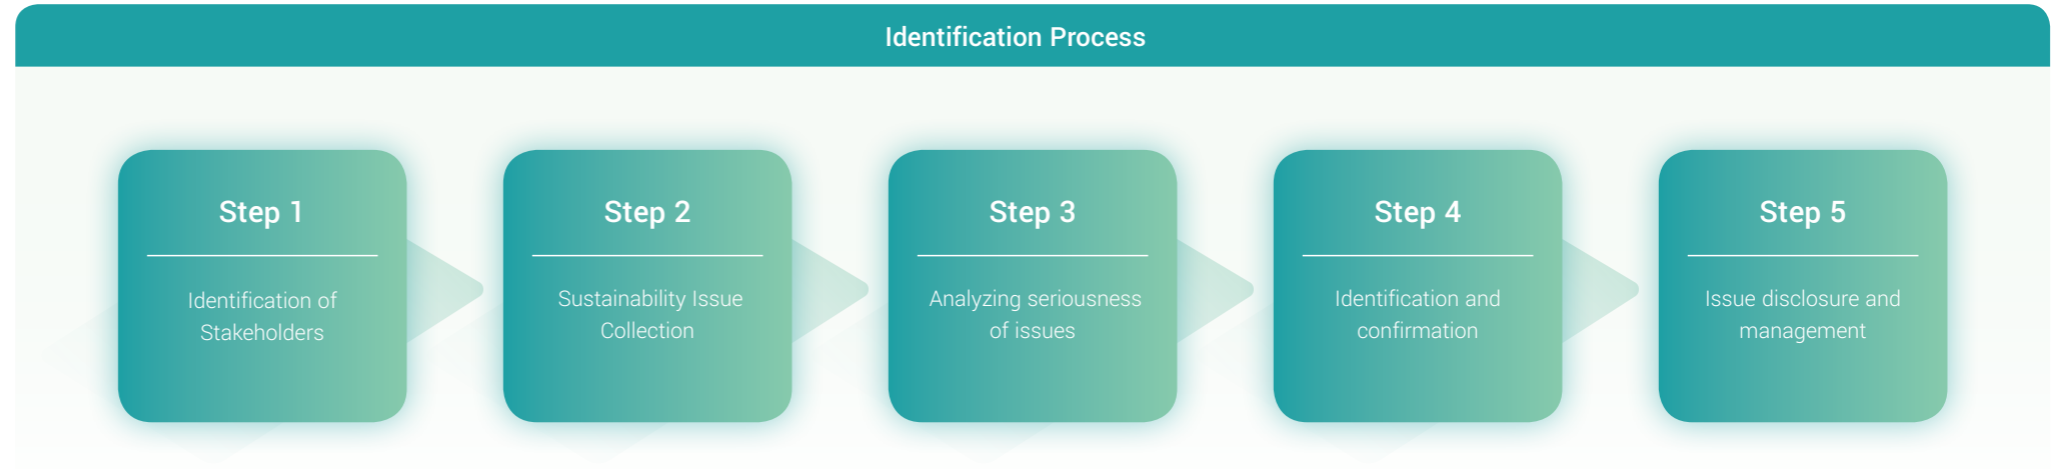 Identification Process
Step 1
Identification of
Stakeholders
Step 2
Sustainability Issue
Collection
Step 3
Analyzing seriousness
of issues
Step 4
Identification and
confirmation
Step 5
Issue disclosure and
management